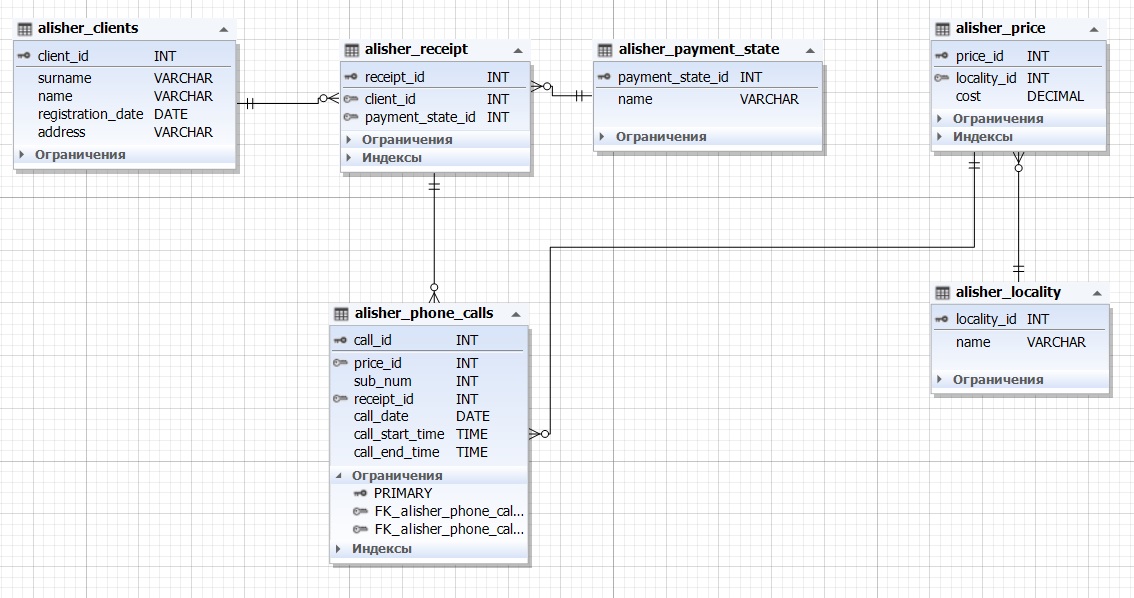 alisher_clients
client_id INT
surname VARCHAR
name VARCHAR
registration_date DATE
address VARCHAR
Ограничения
alisher_receipt
receipt_id INT
client_id INT
payment_state_id INT
Ограничения
Индексы
alisher_payment_state
payment_state_id INT
name VARCHAR
Ограничения
alisher_price
price_id INT
locality_id INT
cost DECIMAL
Ограничения
Индексы
alisher_locality
locality_id INT
name VARCHAR
Ограничения
alisher_phone_calls
call_id INT
price_id INT
sub_num INT
receipt_id INT
call_date DATE
call_start_time TIME
call_end_time TIME
Ограничения
PRIMARY
FK_alisher_phone_cal...
FK_alisher_phone_cal...
Индексы